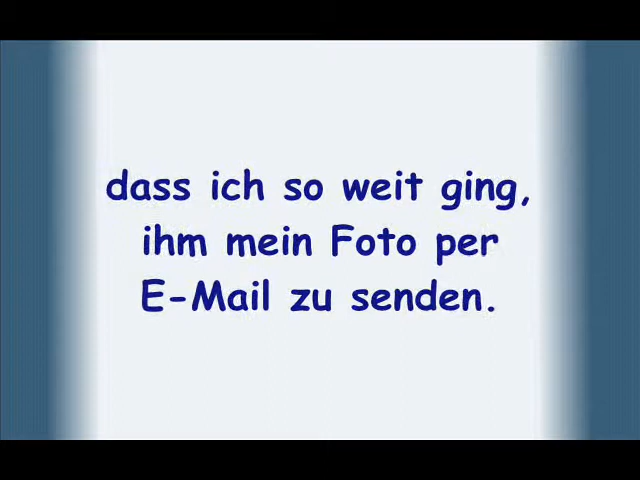 dass ich so weit ging,
ihm mein Foto per
E-Mail zu senden.